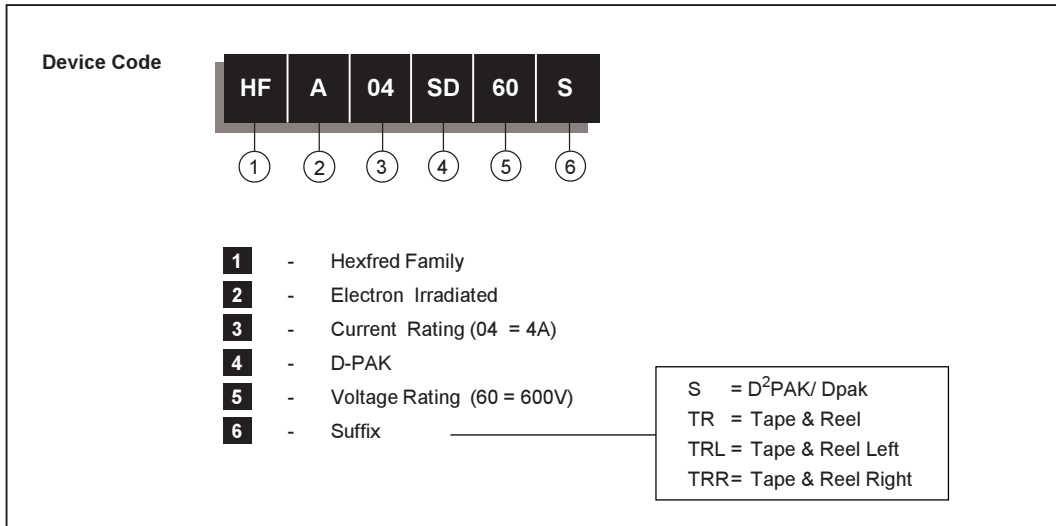 Device Code
HF A 04 SD 60 S
1 2 3 4 5 6
1 - Hexfred Family
2 - Electron Irradiated
3 - Current Rating (04 = 4A)
4 - D-PAK
5 - Voltage Rating (60 = 600V)
6 - Suffix
S = D²PAK/ Dpak
TR = Tape & Reel
TRL = Tape & Reel Left
TRR= Tape & Reel Right